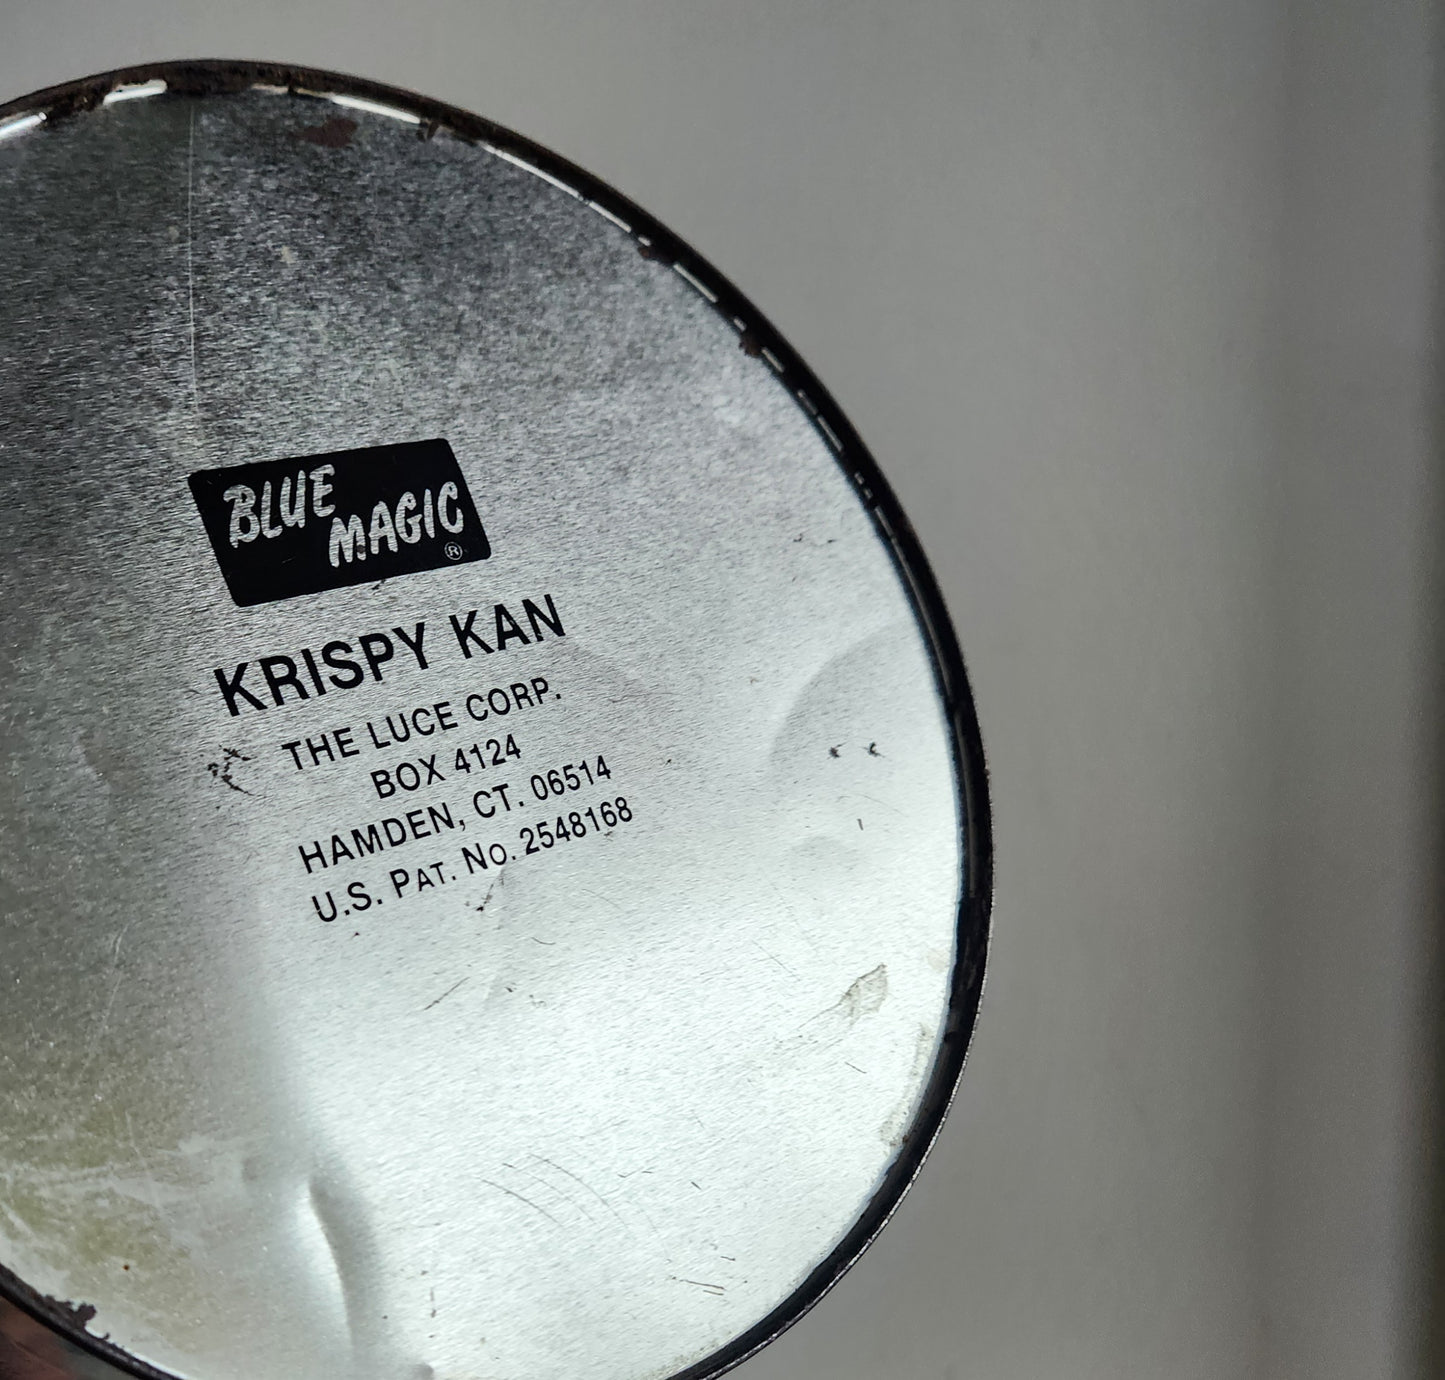 BLUE
MAGIC®
KRISPY KAN
THE LUCE CORP.
BOX 4124
HAMDEN, CT. 06514
U.S. PAT. NO. 2548168